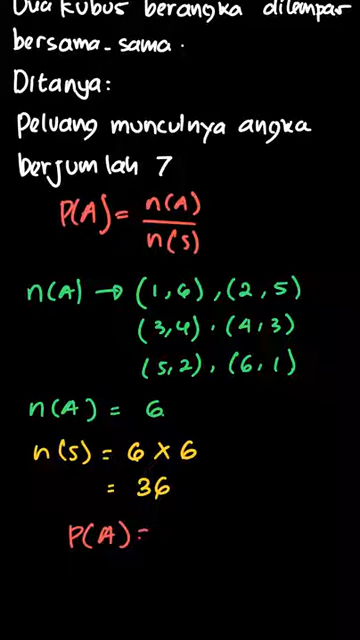 Dua kubus berangka dilempar
bersama-sama.
Ditanya:
Peluang munculnya angka
berjumlah 7
P(A) = n(A)
n(S)
n(A) → (1,6), (2,5)
(3,4), (4,3)
(5,2), (6,1)
n(A) = 6
n(S) = 6 × 6
= 36
P(A) =